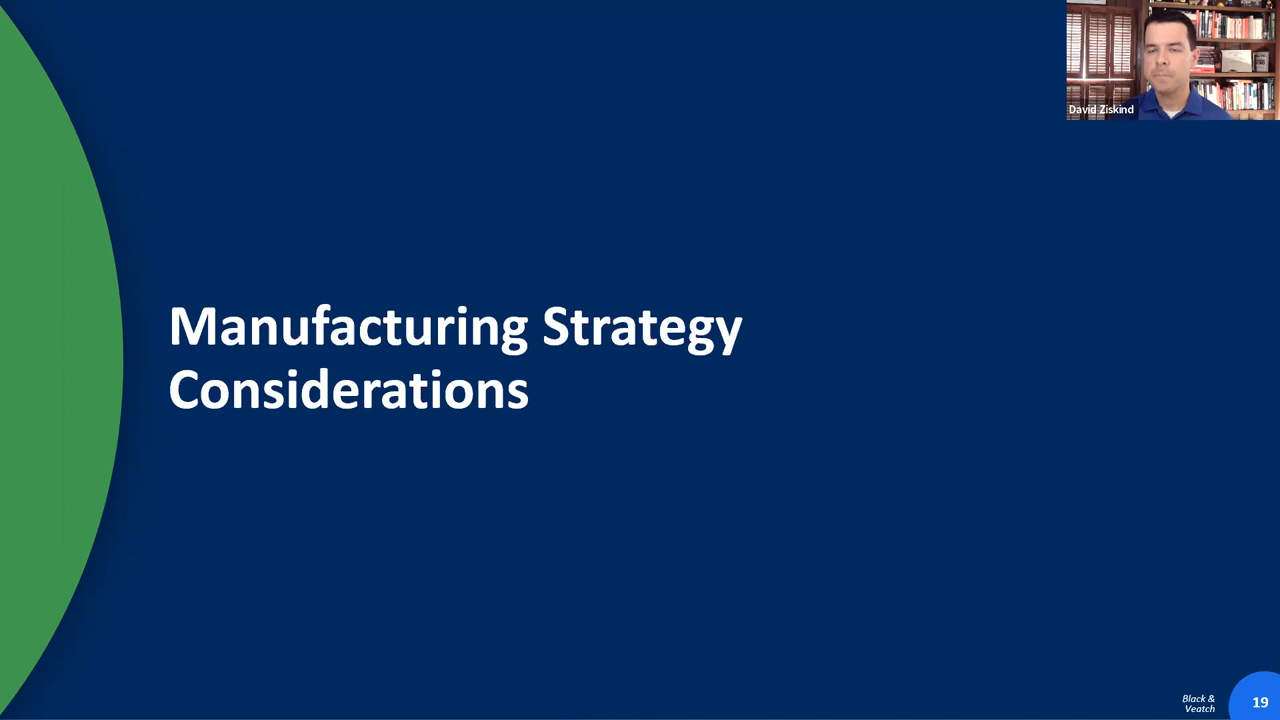 David Ziskind
Manufacturing Strategy
Considerations
Black &
Veatch
19